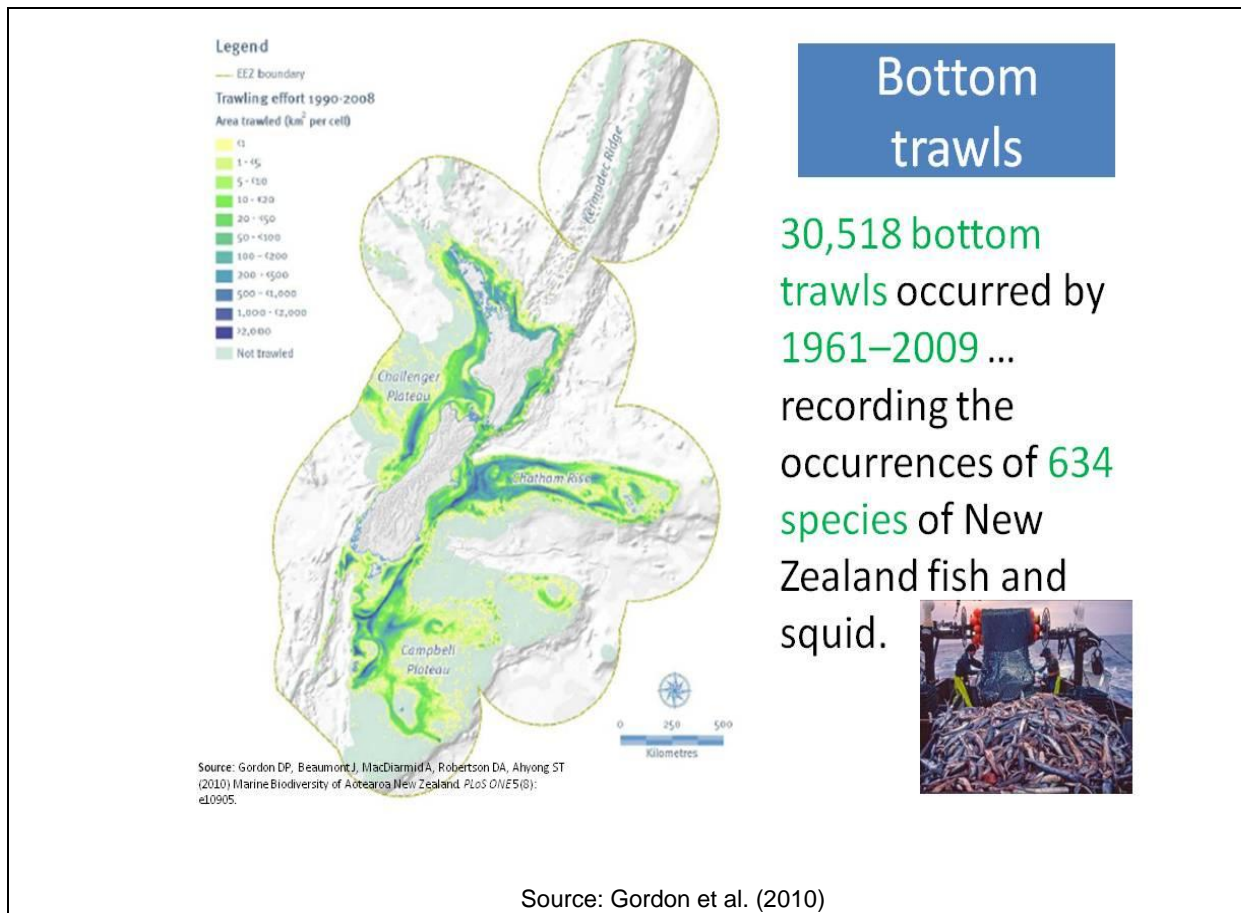 Legend
EEZ boundary
Trawling effort 1990-2008
Area trawled (km² per cell)
<1
1 - <5
5 - <10
10 - <20
20 - <50
50 - <100
100 - <200
200 - <500
500 - <1,000
1,000 - <2,000
>2,000
Not trawled
Kermadec Ridge
Challenger
Plateau
Chatham Rise
Campbell
Plateau
0 250 500
Kilometres
Source: Gordon DP, Beaumont J, MacDiarmid A, Robertson DA, Ahyong ST
(2010) Marine Biodiversity of Aotearoa New Zealand. PLoS ONE 5(8):
e10905.
Bottom
trawls
30,518 bottom
trawls occurred by
1961–2009 ...
recording the
occurrences of 634
species of New
Zealand fish and
squid.
Source: Gordon et al. (2010)